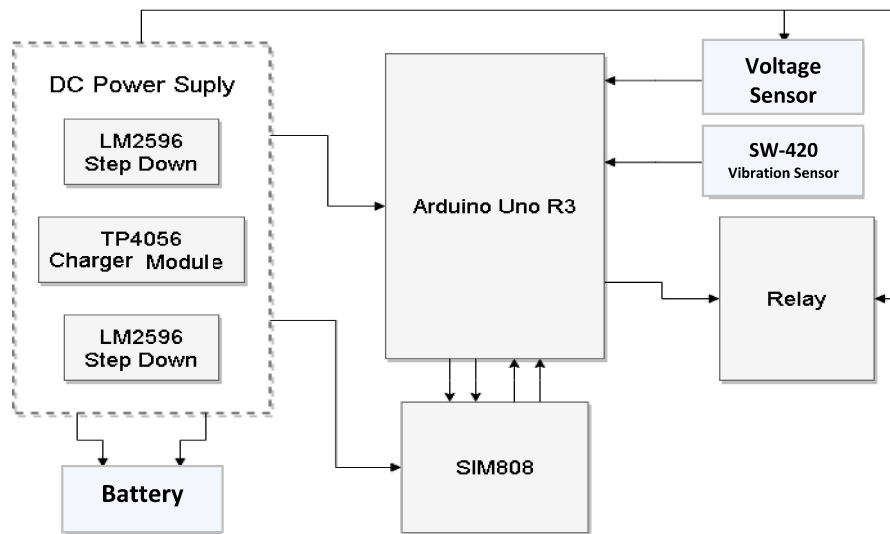 DC Power Suply
LM2596
Step Down
TP4056
Charger Module
LM2596
Step Down
Battery
Arduino Uno R3
SIM808
Voltage
Sensor
SW-420
Vibration Sensor
Relay